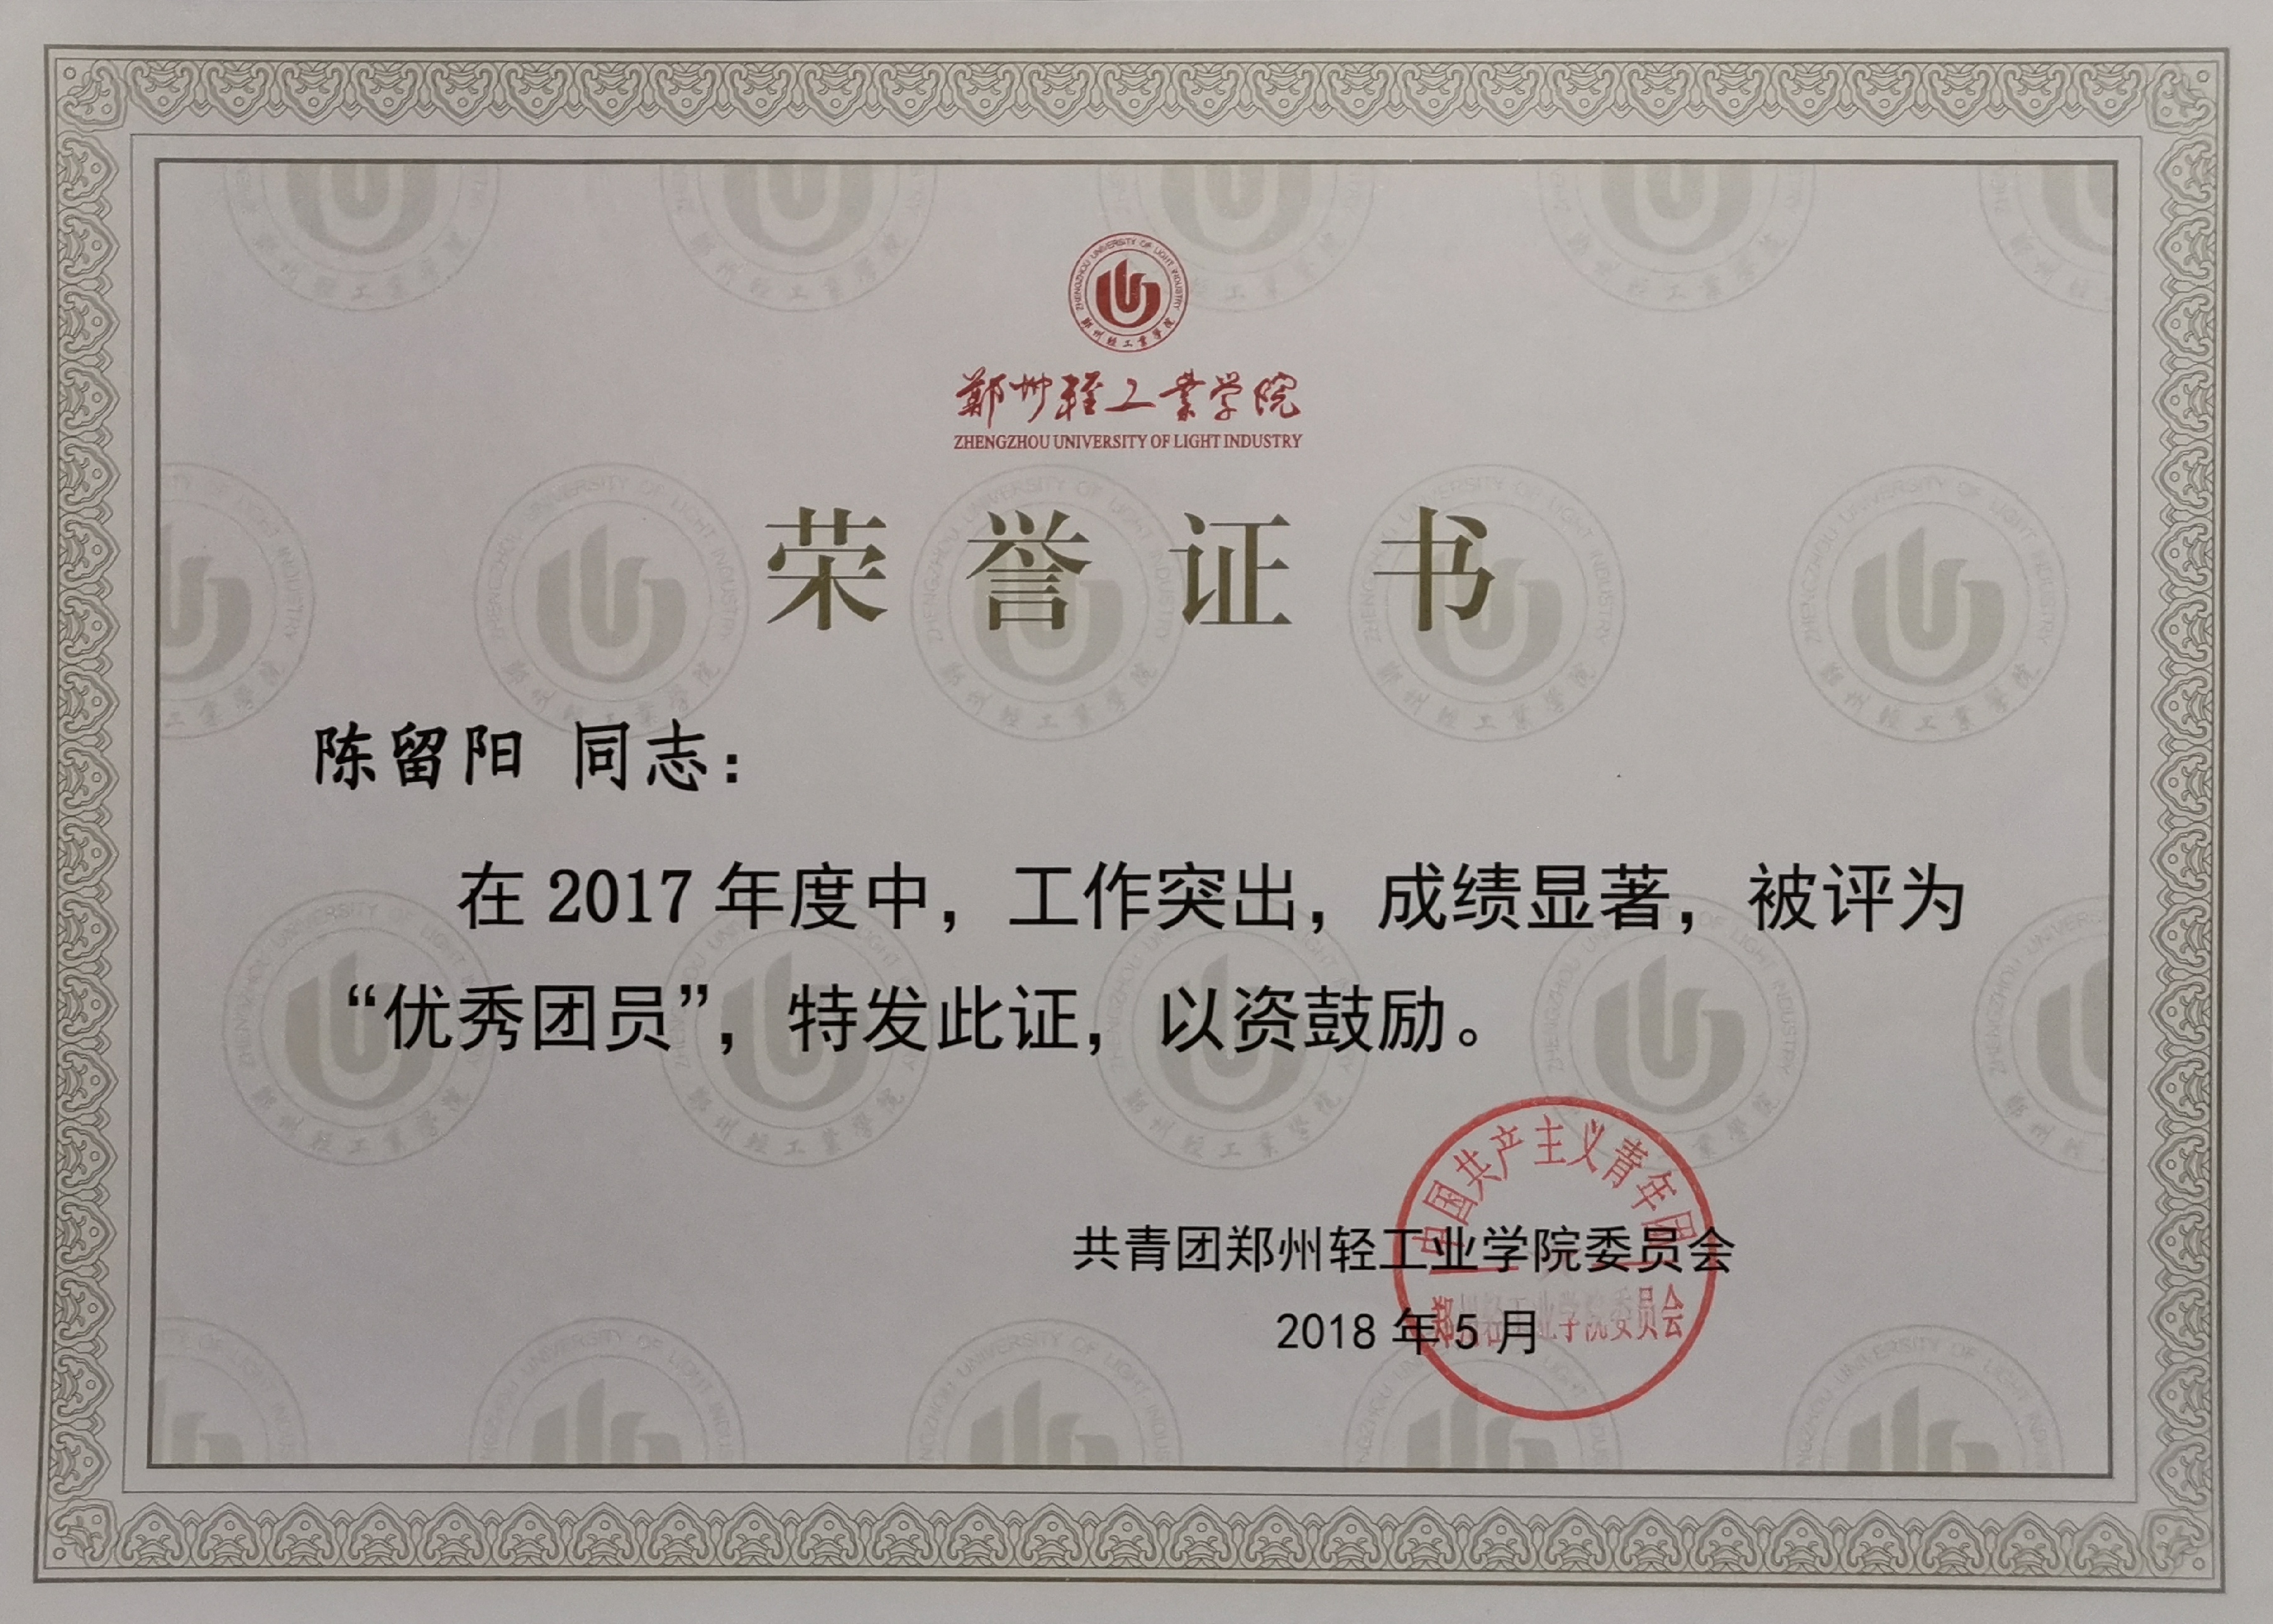 ZHENGZHOU UNIVERSITY OF LIGHT INDUSTRY
鄭州輕工業學院
郑州轻工业学院
ZHENGZHOU UNIVERSITY OF LIGHT INDUSTRY
荣誉证书
陈留阳 同志：
在 2017 年度中，工作突出，成绩显著，被评为
“优秀团员”，特发此证，以资鼓励。
中国共产主义青年团
共青团郑州轻工业学院委员会
郑州轻工业学院委员会
2018 年 5 月